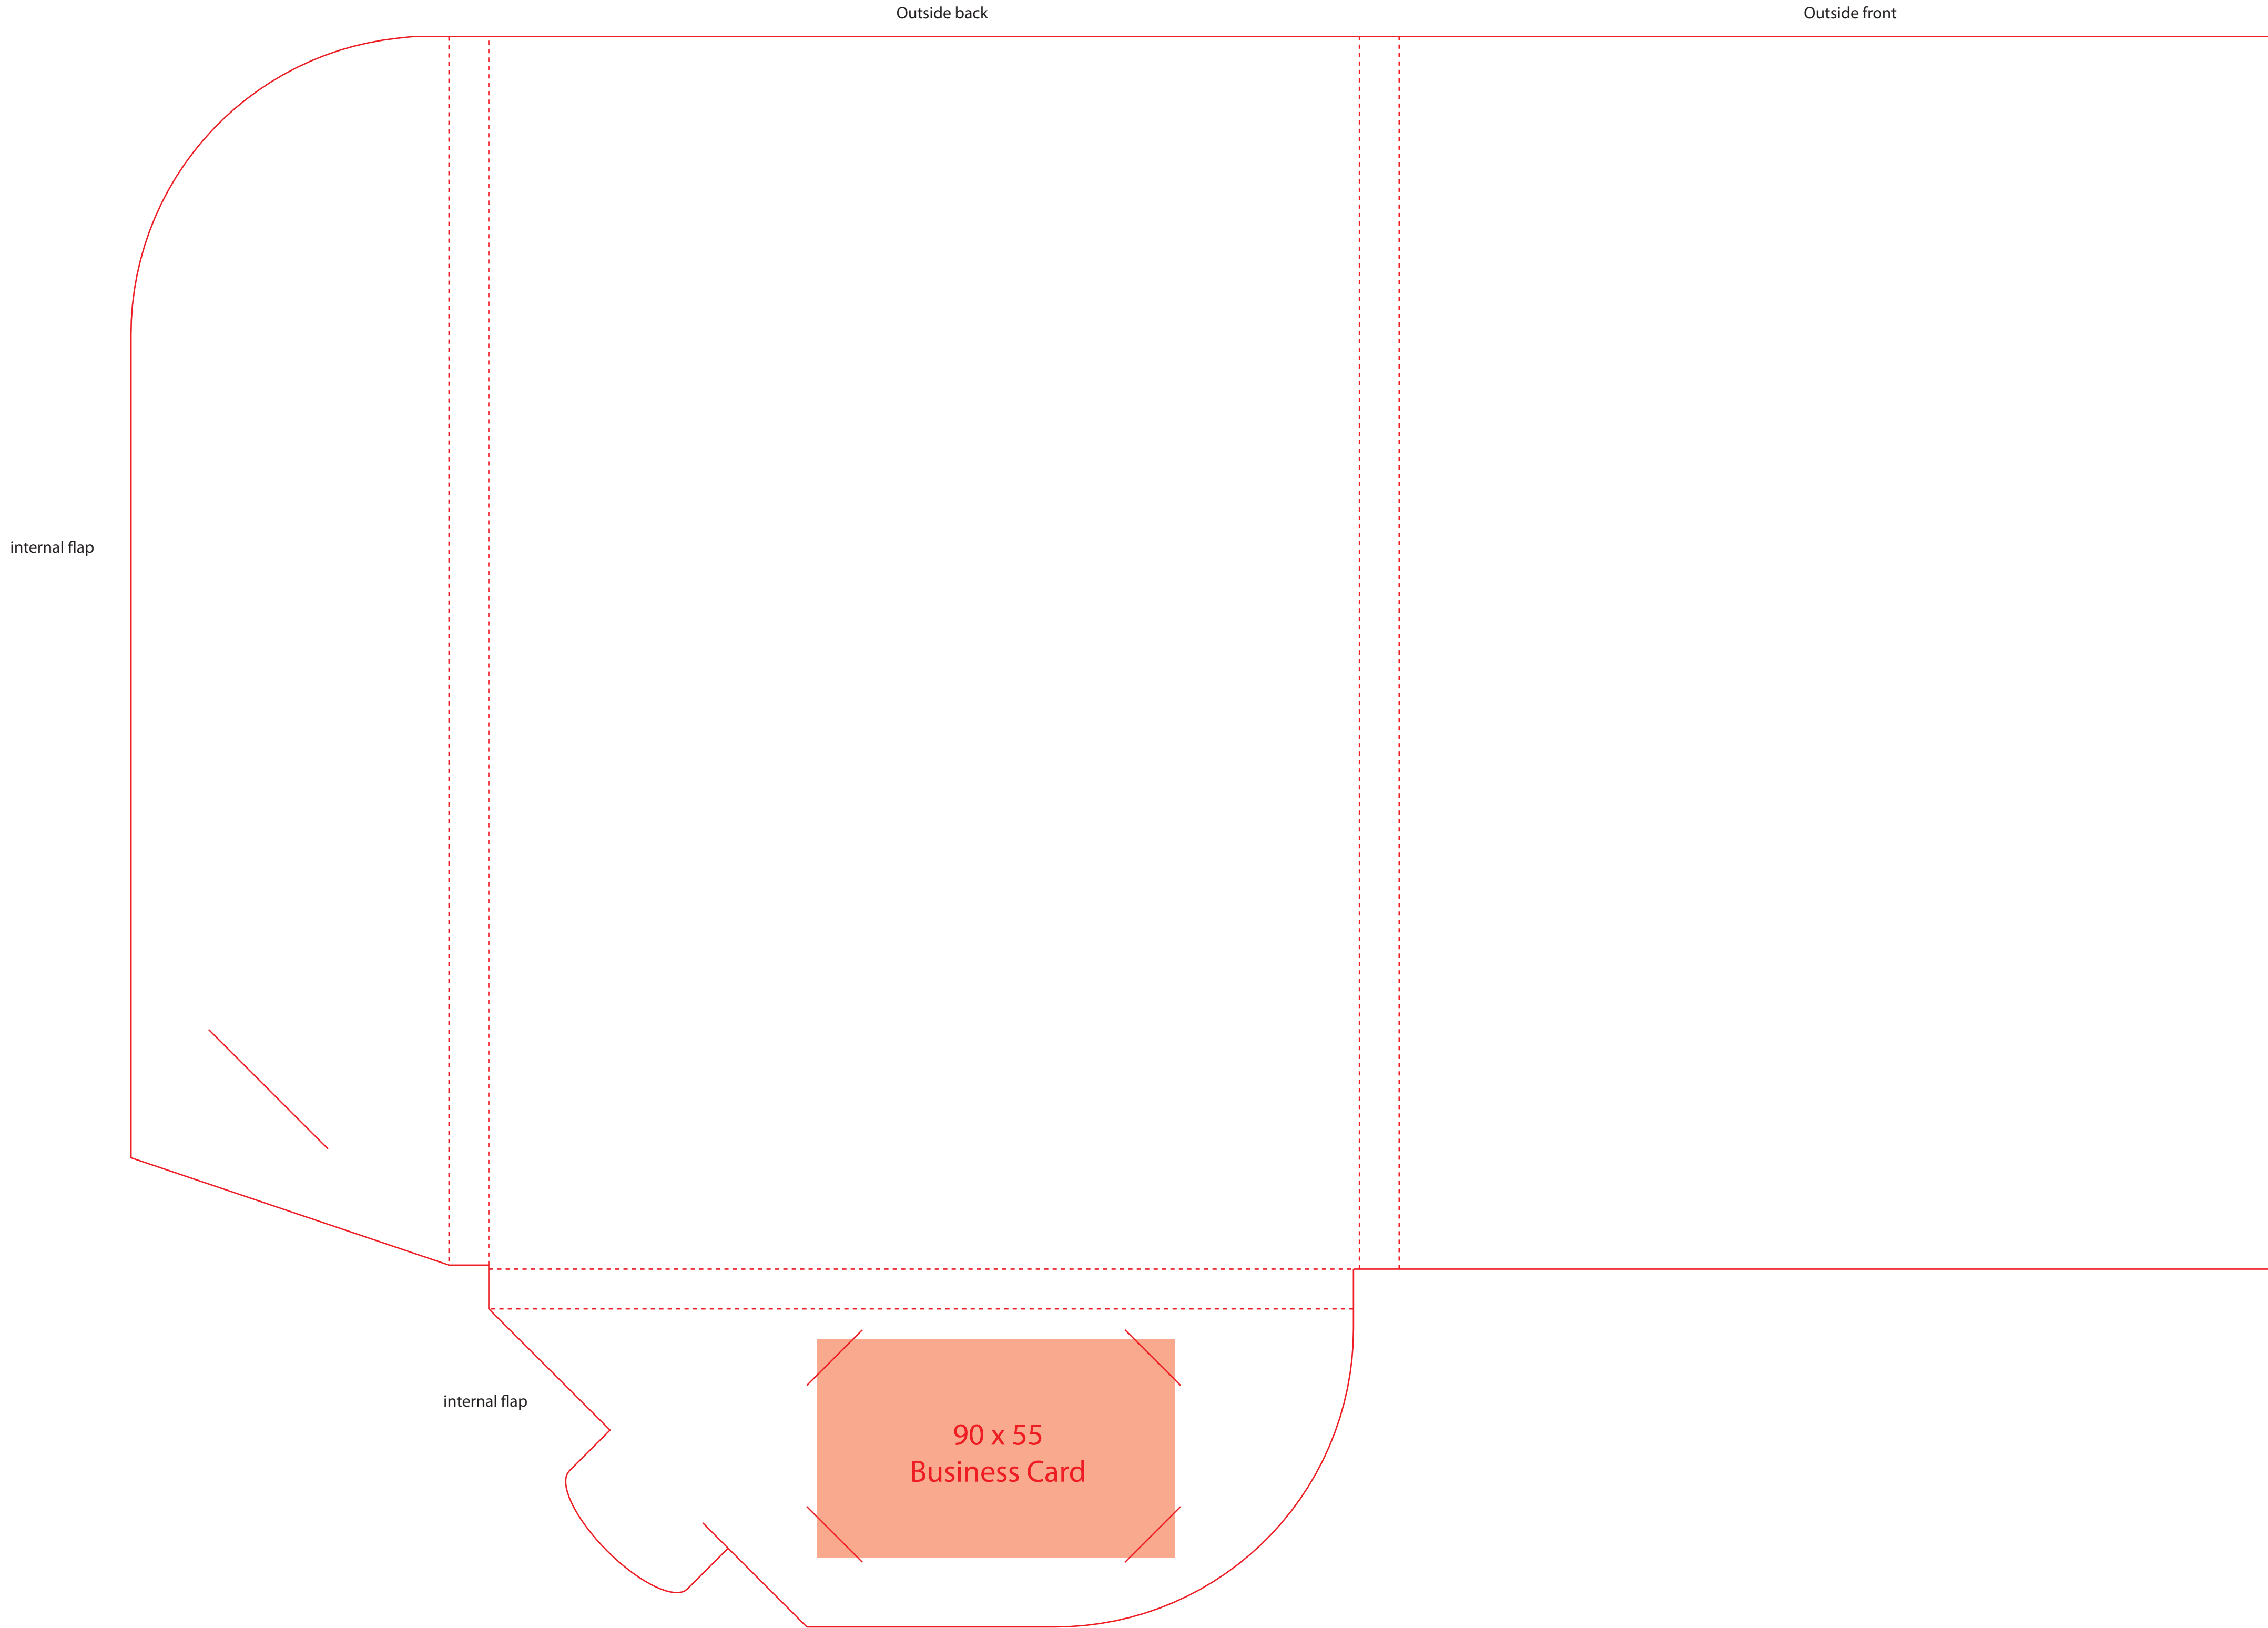 Outside back
Outside front
internal flap
internal flap
90 x 55
Business Card